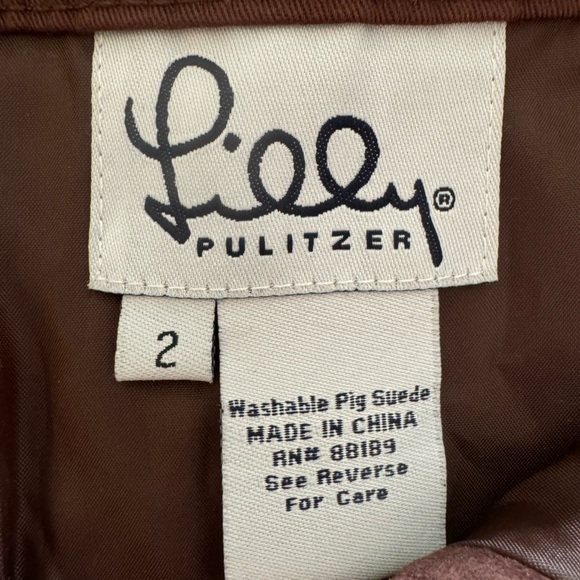 Lilly®
PULITZER
2
Washable Pig Suede
MADE IN CHINA
RN# 88189
See Reverse
For Care